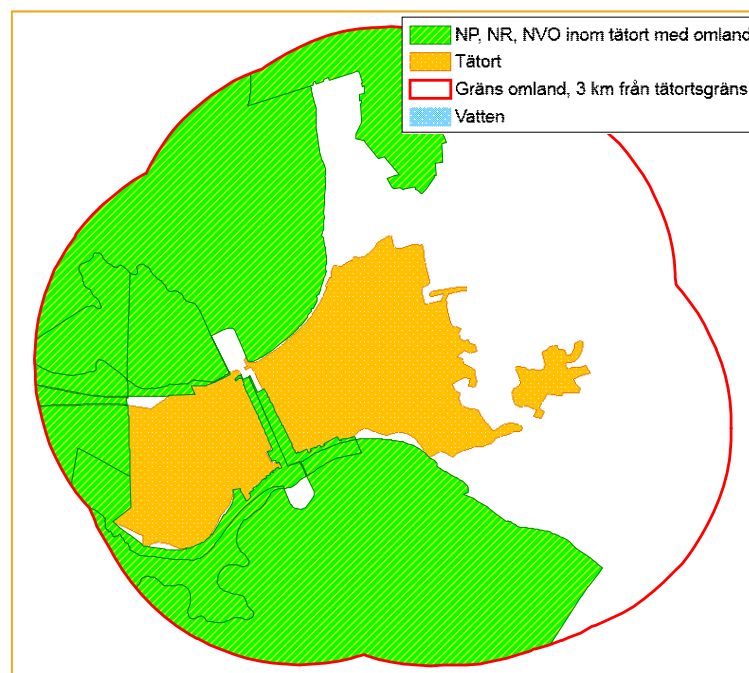 NP, NR, NVO inom tätort med omland
Tätort
Gräns omland, 3 km från tätortsgräns
Vatten